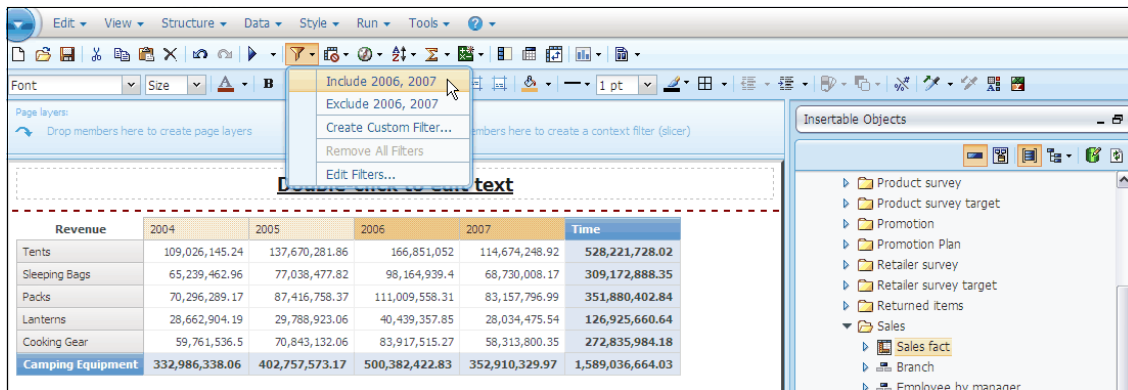 Edit View Structure Data Style Run Tools
Font Size B 1 pt
Include 2006, 2007
Exclude 2006, 2007
Create Custom Filter...
Remove All Filters
Edit Filters...
Page layers:
Drop members here to create page layers
members here to create a context filter (slicer)
Double-click to edit text
Revenue 2004 2005 2006 2007 Time
Tents 109,026,145.24 137,670,281.86 166,851,052 114,674,248.92 528,221,728.02
Sleeping Bags 65,239,462.96 77,038,477.82 98,164,939.4 68,730,008.17 309,172,888.35
Packs 70,296,289.17 87,416,758.37 111,009,558.31 83,157,796.99 351,880,402.84
Lanterns 28,662,904.19 29,788,923.06 40,439,357.85 28,034,475.54 126,925,660.64
Cooking Gear 59,761,536.5 70,843,132.06 83,917,515.27 58,313,800.35 272,835,984.18
Camping Equipment 332,986,338.06 402,757,573.17 500,382,422.83 352,910,329.97 1,589,036,664.03
Insertable Objects
Product survey
Product survey target
Promotion
Promotion Plan
Retailer survey
Retailer survey target
Returned items
Sales
Sales fact
Branch
Employee by manager